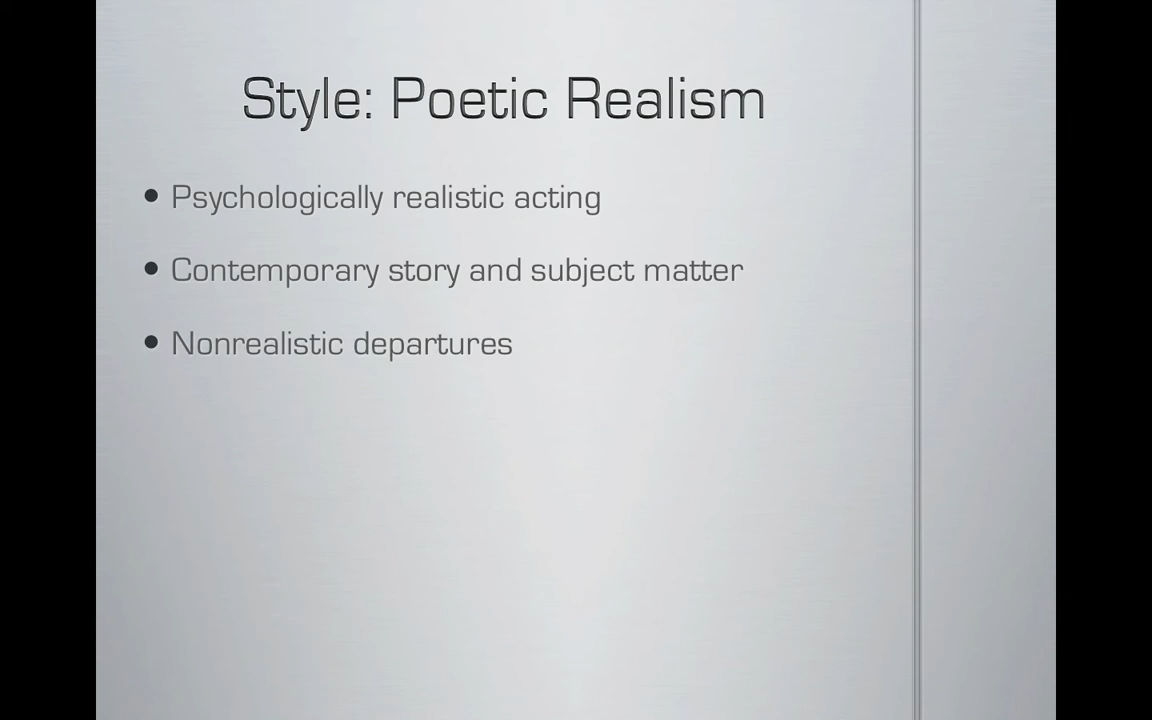 Style: Poetic Realism
• Psychologically realistic acting
• Contemporary story and subject matter
• Nonrealistic departures